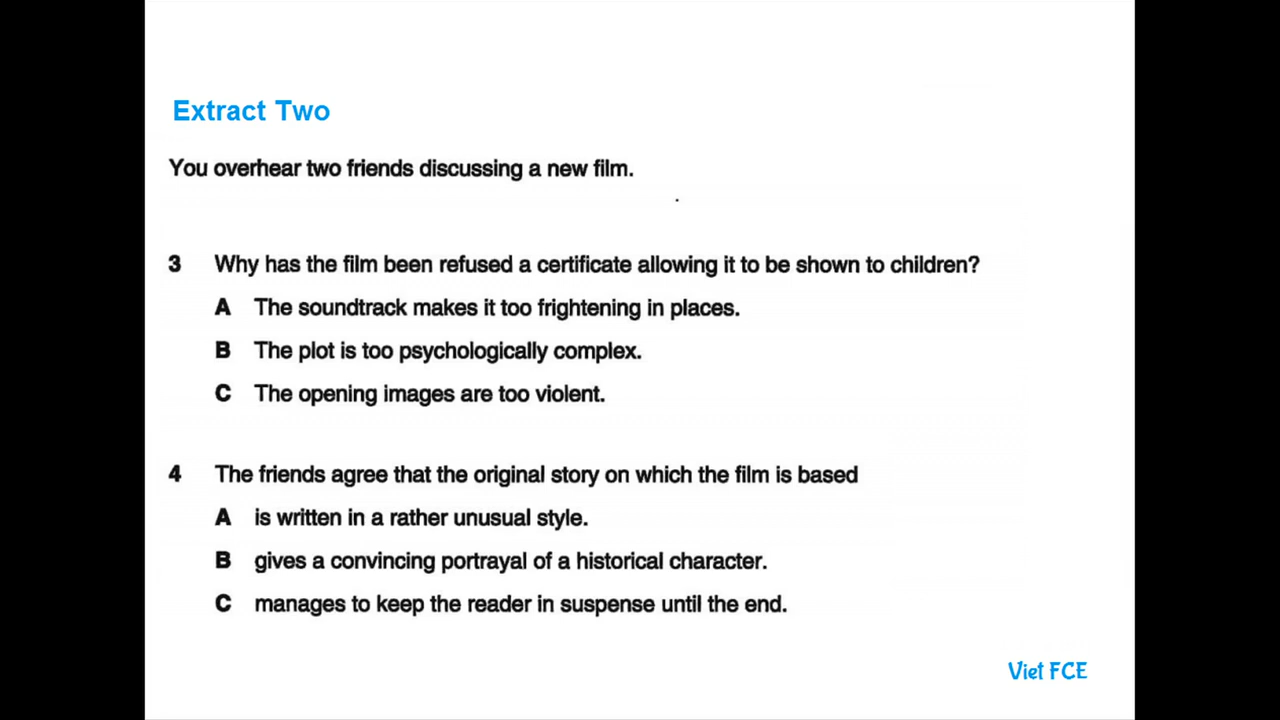 Extract Two
You overhear two friends discussing a new film.
3 Why has the film been refused a certificate allowing it to be shown to children?
A The soundtrack makes it too frightening in places.
B The plot is too psychologically complex.
C The opening images are too violent.
4 The friends agree that the original story on which the film is based
A is written in a rather unusual style.
B gives a convincing portrayal of a historical character.
C manages to keep the reader in suspense until the end.
Viet FCE